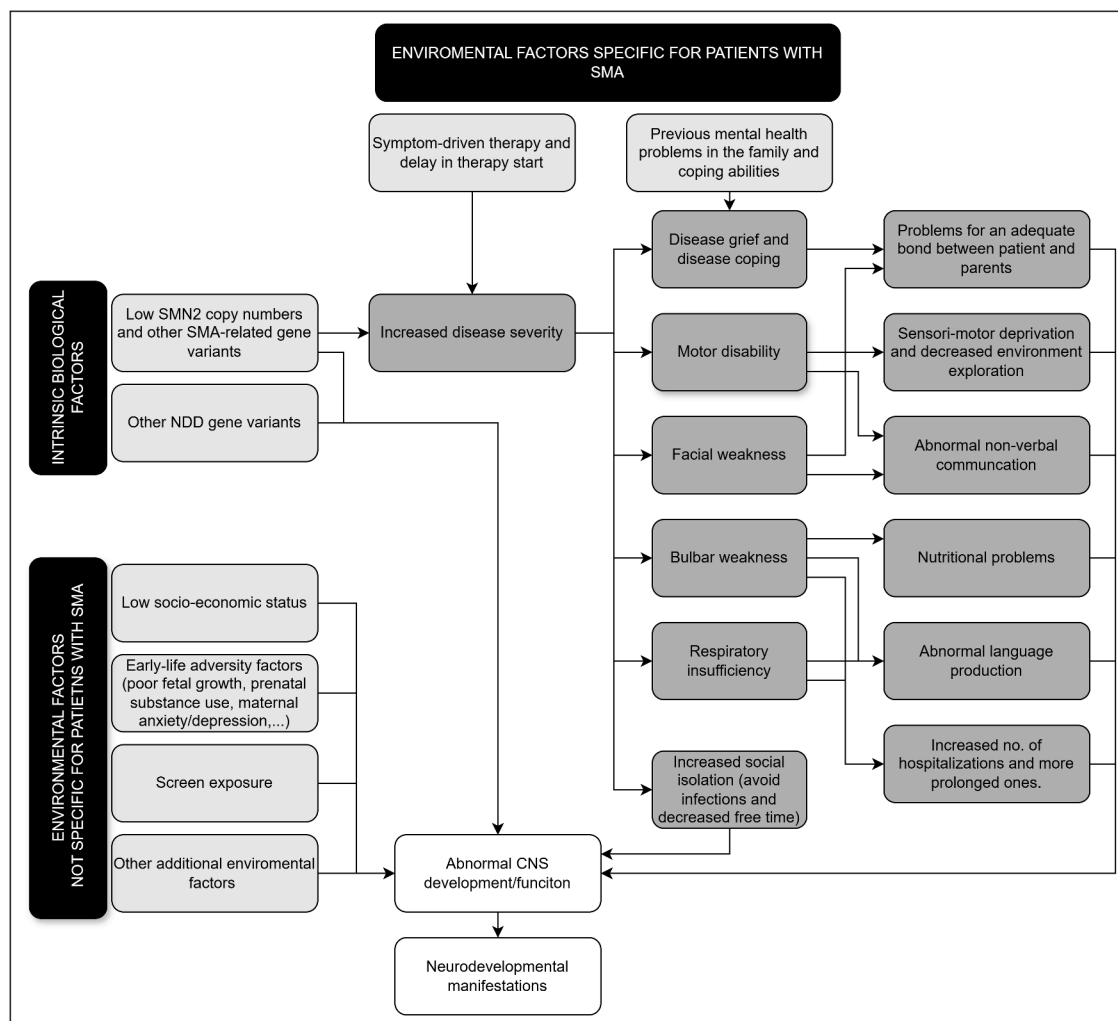 ENVIROMENTAL FACTORS SPECIFIC FOR PATIENTS WITH
SMA
Symptom-driven therapy and
delay in therapy start
Previous mental health
problems in the family and
coping abilities
Disease grief and
disease coping
Problems for an adequate
bond between patient and
parents
INTRINSIC BIOLOGICAL
FACTORS
Low SMN2 copy numbers
and other SMA-related gene
variants
Increased disease severity
Motor disability
Sensori-motor deprivation
and decreased environment
exploration
Other NDD gene variants
Facial weakness
Abnormal non-verbal
communcation
Bulbar weakness
Nutritional problems
ENVIRONMENTAL FACTORS
NOT SPECIFIC FOR PATIETNS WITH SMA
Low socio-economic status
Early-life adversity factors
(poor fetal growth, prenatal
substance use, maternal
anxiety/depression,...)
Respiratory
insufficiency
Abnormal language
production
Screen exposure
Increased social
isolation (avoid
infections and
decreased free time)
Increased no. of
hospitalizations and more
prolonged ones.
Other additional enviromental
factors
Abnormal CNS
development/funciton
Neurodevelopmental
manifestations